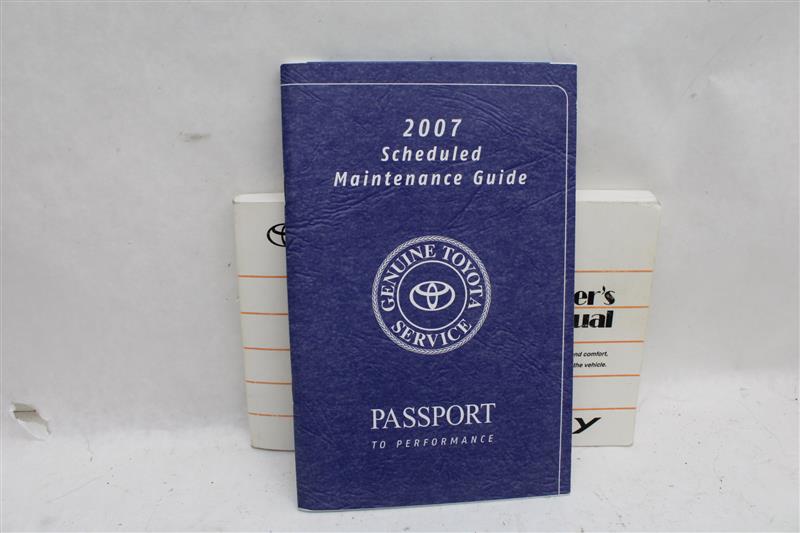 2007
Scheduled
Maintenance Guide
GENUINE TOYOTA
SERVICE
PASSPORT
TO PERFORMANCE
er's
ual
nd comfort,
the vehicle.
y